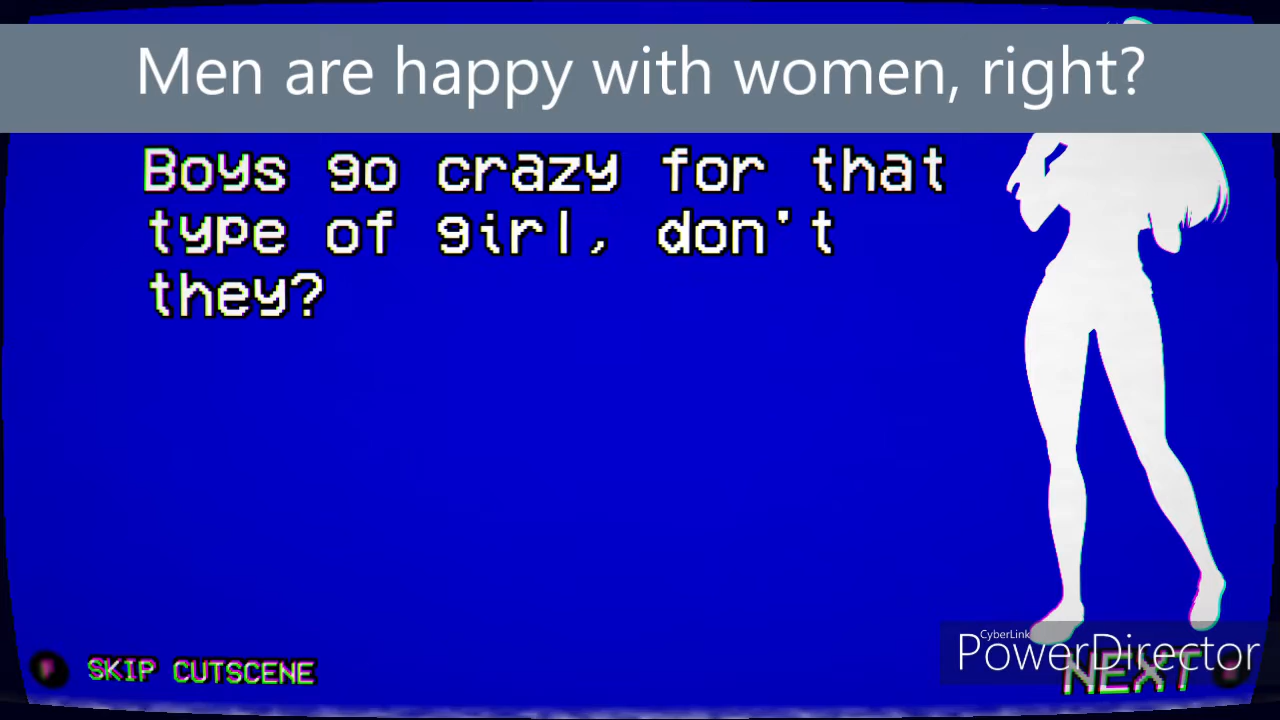 Men are happy with women, right?
Boys go crazy for that
type of girl, don't
they?
SKIP CUTSCENE
CyberLink
PowerDirector
NEXT